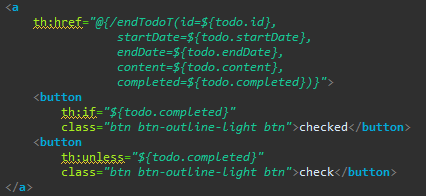 <a
th:href="@{/endTodoT(id=${todo.id},
startDate=${todo.startDate},
endDate=${todo.endDate},
content=${todo.content},
completed=${todo.completed})}">
<button
th:if="${todo.completed}"
class="btn btn-outline-light btn">checked</button>
<button
th:unless="${todo.completed}"
class="btn btn-outline-light btn">check</button>
</a>